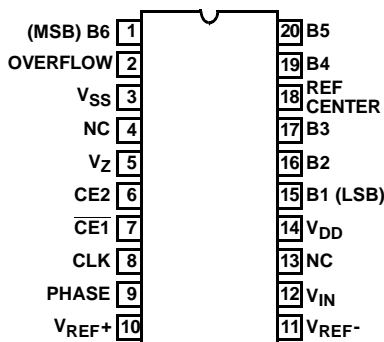 (MSB) B6 1
OVERFLOW 2
VSS 3
NC 4
VZ 5
CE2 6
CE1 7
CLK 8
PHASE 9
VREF+ 10
20 B5
19 B4
18 REF
CENTER
17 B3
16 B2
15 B1 (LSB)
14 VDD
13 NC
12 VIN
11 VREF-